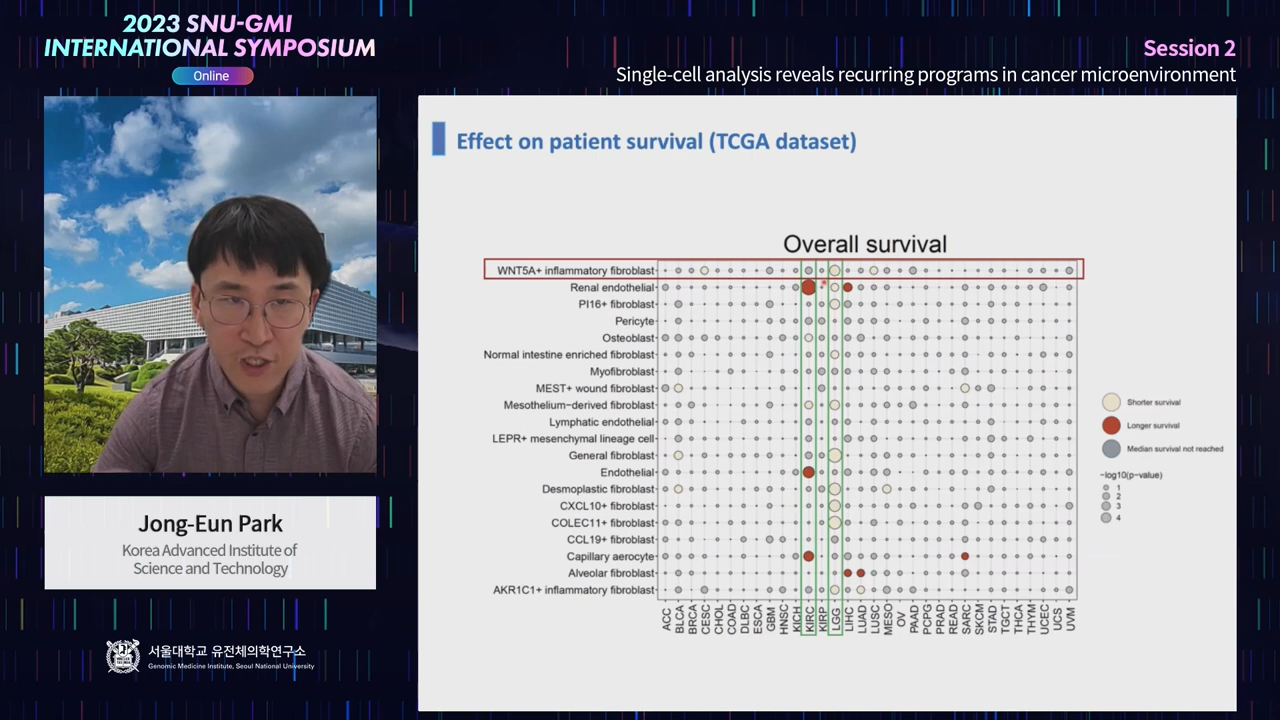 2023 SNU-GMI
INTERNATIONAL SYMPOSIUM
Online
Session 2
Single-cell analysis reveals recurring programs in cancer microenvironment
Effect on patient survival (TCGA dataset)
Overall survival
WNT5A+ inflammatory fibroblast
Renal endothelial
PI16+ fibroblast
Pericyte
Osteoblast
Normal intestine enriched fibroblast
Myofibroblast
MEST+ wound fibroblast
Mesothelium-derived fibroblast
Lymphatic endothelial
LEPR+ mesenchymal lineage cell
General fibroblast
Endothelial
Desmoplastic fibroblast
CXCL10+ fibroblast
COLEC11+ fibroblast
CCL19+ fibroblast
Capillary aerocyte
Alveolar fibroblast
AKR1C1+ inflammatory fibroblast
ACC
BLCA
BRCA
CESC
CHOL
COAD
DLBC
ESCA
GBM
HNSC
KICH
KIRC
KIRP
LGG
LIHC
LUAD
LUSC
MESO
OV
PAAD
PCPG
PRAD
READ
SARC
SKCM
STAD
TGCT
THCA
THYM
UCEC
UCS
UVM
Shorter survival
Longer survival
Median survival not reached
−log10(p-value)
1
2
3
4
Jong-Eun Park
Korea Advanced Institute of
Science and Technology
서울대학교 유전체의학연구소
Genomic Medicine Institute, Seoul National University